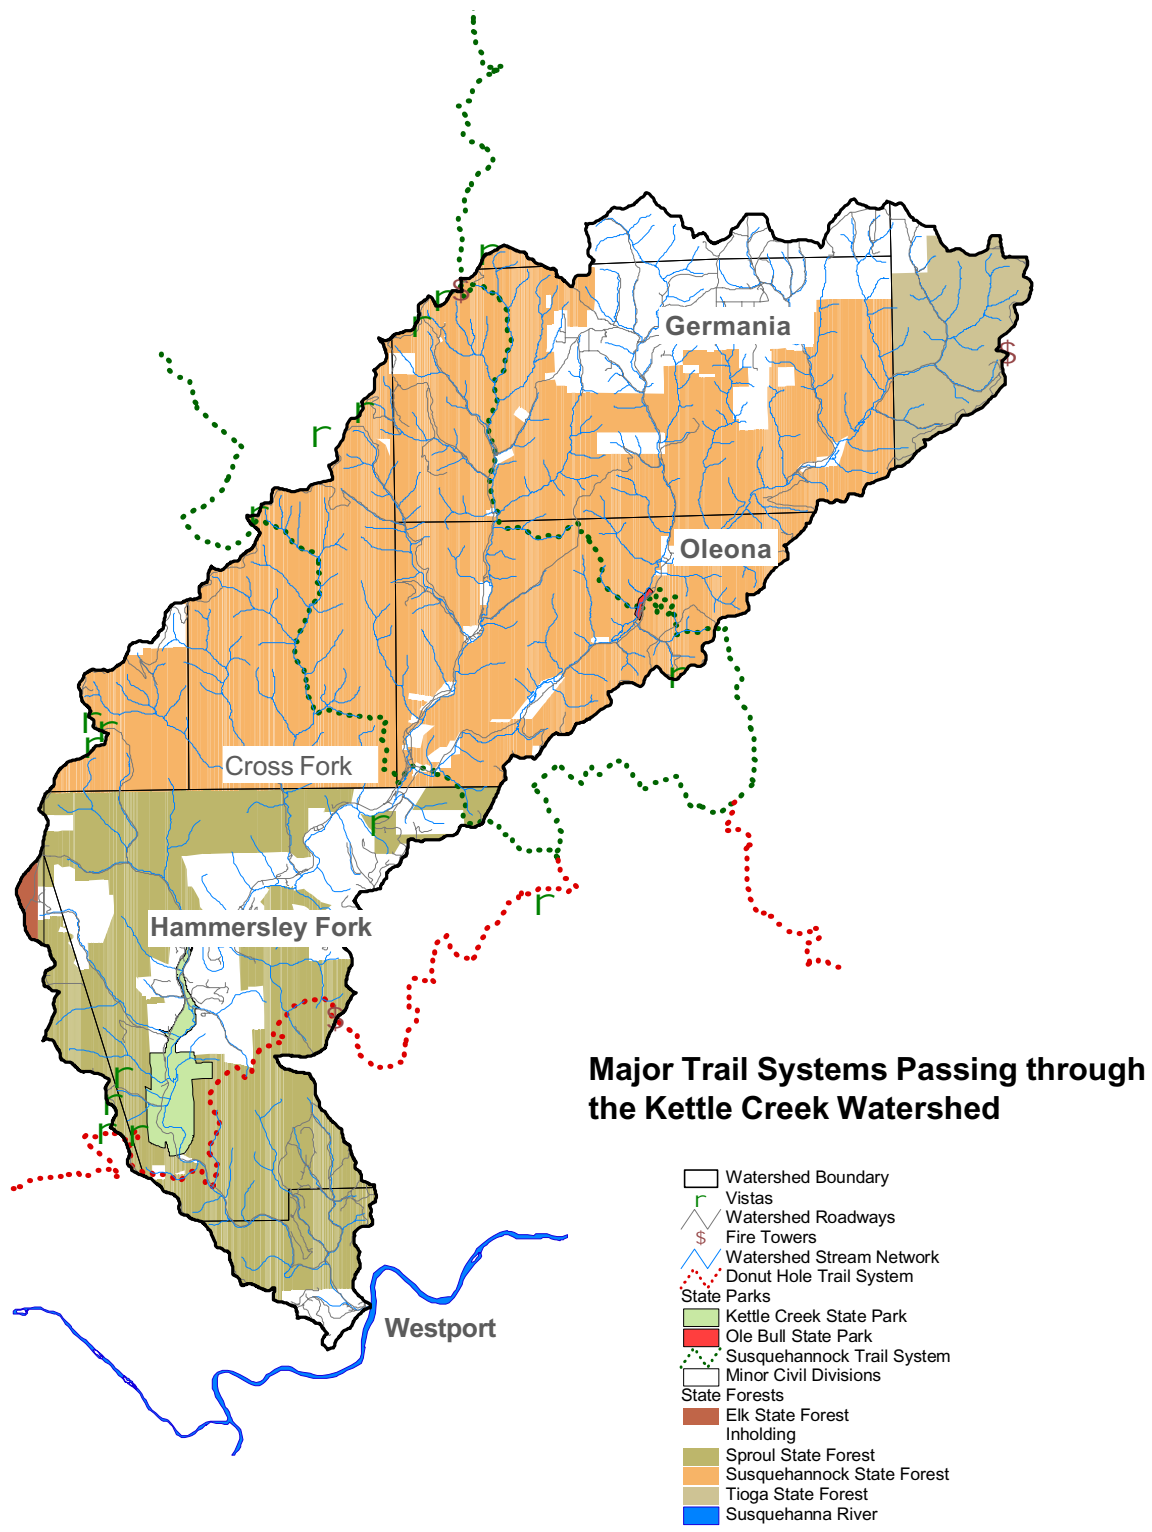 r
r
$
r
Germania
$
r
r
r
Oleona
r
r
r
r
Cross Fork
r
r
Hammersley Fork
$
Major Trail Systems Passing through
the Kettle Creek Watershed
r
r
r
r
Watershed Boundary
r Vistas
Watershed Roadways
$ Fire Towers
Watershed Stream Network
Donut Hole Trail System
State Parks
Kettle Creek State Park
Ole Bull State Park
Susquehannock Trail System
Minor Civil Divisions
State Forests
Elk State Forest
Inholding
Sproul State Forest
Susquehannock State Forest
Tioga State Forest
Susquehanna River
Westport